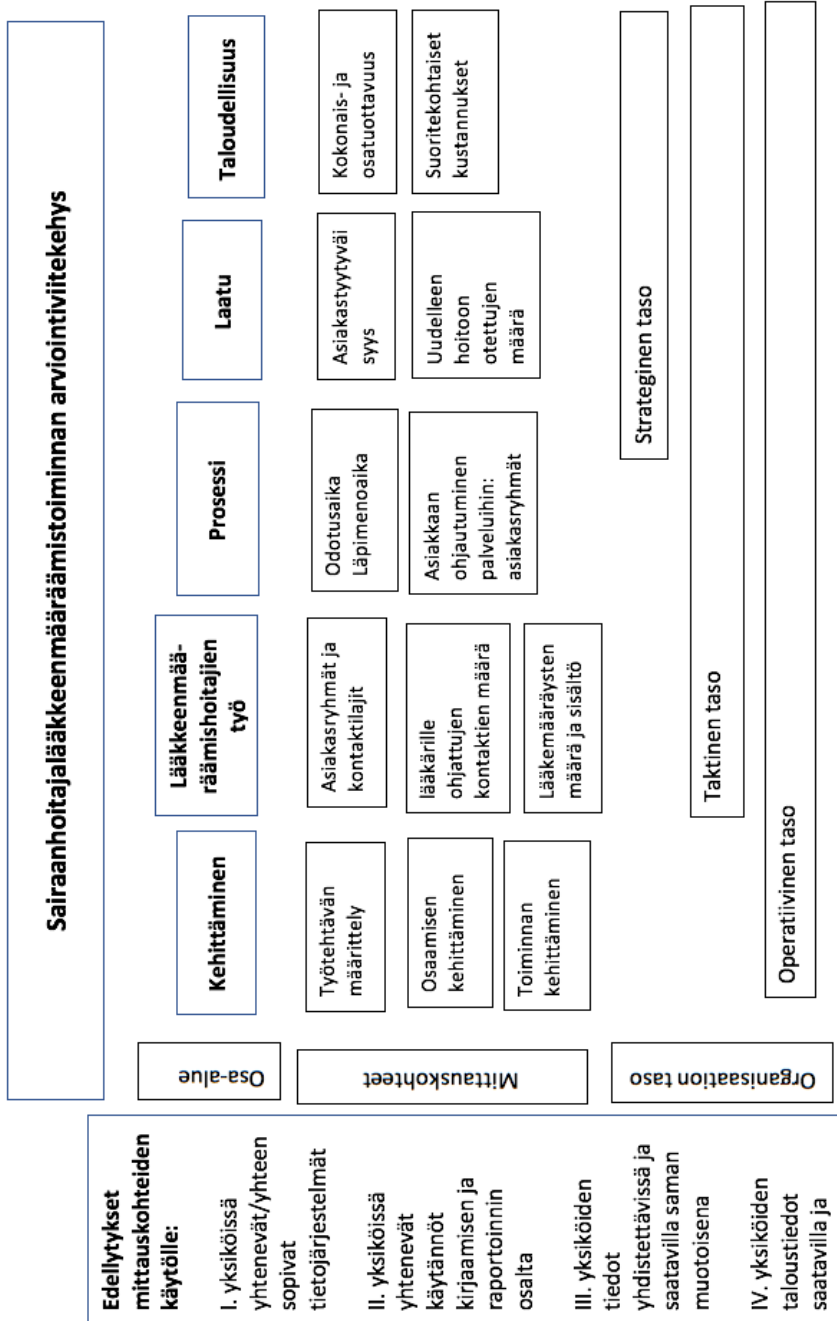 Sairaanhoitajalääkkeenmääräämistoiminnan arviointiviitekehys
Edellytykset
mittauskohteiden
käytölle:
I. yksiköissä
yhtenevät/yhteen
sopivat
tietojärjestelmät
II. yksiköissä
yhtenevät
käytännöt
kirjaamisen ja
raportoinnin
osalta
III. yksiköiden
tiedot
yhdistettävissä ja
saatavilla saman
muotoisena
IV. yksiköiden
taloustiedot
saatavilla ja
Osa-alue
Kehittäminen
Lääkkeenmää-
räämishoitajien
työ
Prosessi
Laatu
Taloudellisuus
Mittauskohteet
Työtehtävän
määrittely
Osaamisen
kehittäminen
Toiminnan
kehittäminen
Asiakasryhmät ja
kontaktilajit
lääkärille
ohjattujen
kontaktien määrä
Lääkemääräysten
määrä ja sisältö
Odotusaika
Läpimenoaika
Asiakkaan
ohjautuminen
palveluihin:
asiakasryhmät
Asiakastyytyväi
syys
Uudelleen
hoitoon
otettujen
määrä
Kokonais- ja
osatuottavuus
Suoritekohtaiset
kustannukset
Organisaation taso
Strateginen taso
Taktinen taso
Operatiivinen taso